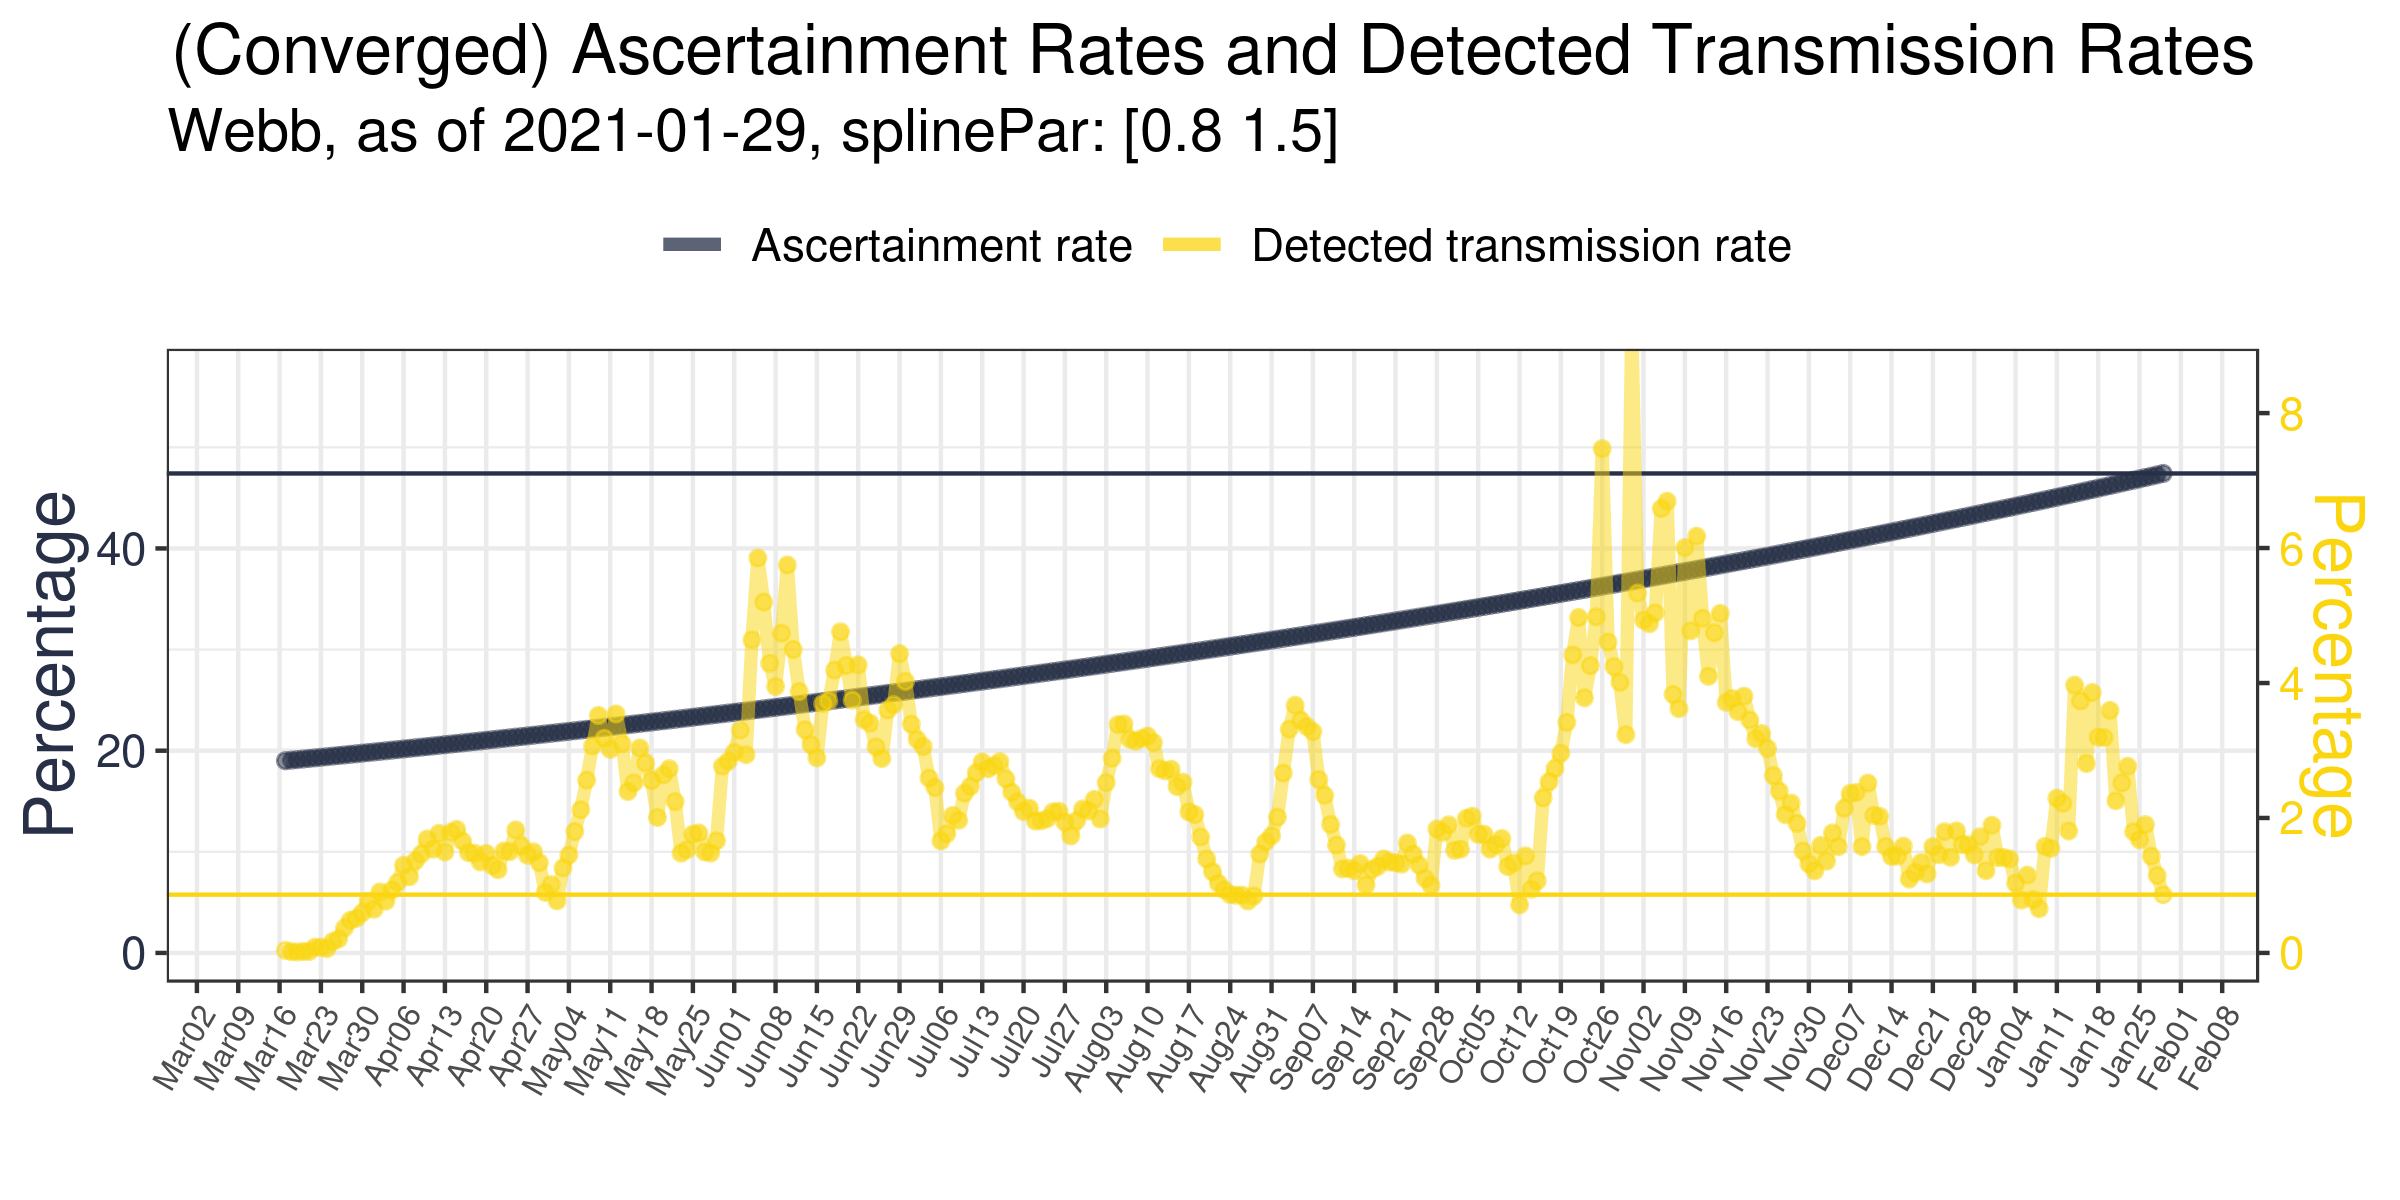 (Converged) Ascertainment Rates and Detected Transmission Rates
Webb, as of 2021-01-29, splinePar: [0.8 1.5]
Ascertainment rate Detected transmission rate
Percentage
40
20
0
8
6
4
2
0
Percentage
Mar02 Mar09 Mar16 Mar23 Mar30 Apr06 Apr13 Apr20 Apr27 May04 May11 May18 May25 Jun01 Jun08 Jun15 Jun22 Jun29 Jul06 Jul13 Jul20 Jul27 Aug03 Aug10 Aug17 Aug24 Aug31 Sep07 Sep14 Sep21 Sep28 Oct05 Oct12 Oct19 Oct26 Nov02 Nov09 Nov16 Nov23 Nov30 Dec07 Dec14 Dec21 Dec28 Jan04 Jan11 Jan18 Jan25 Feb01 Feb08